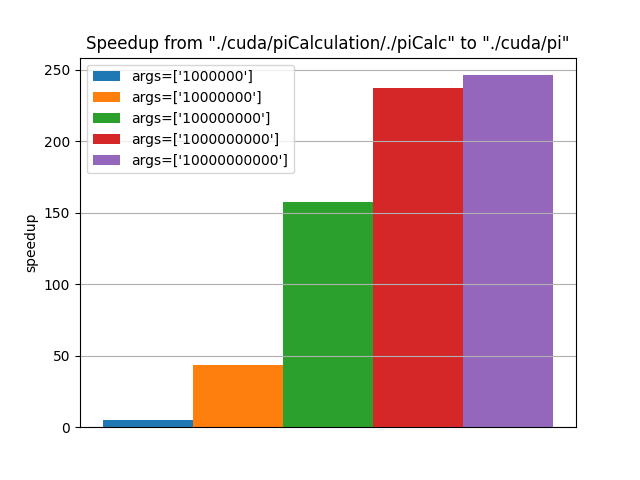 Speedup from "./cuda/piCalculation/./piCalc" to "./cuda/pi"
250
200
150
100
50
0
speedup
args=['1000000']
args=['10000000']
args=['100000000']
args=['1000000000']
args=['10000000000']